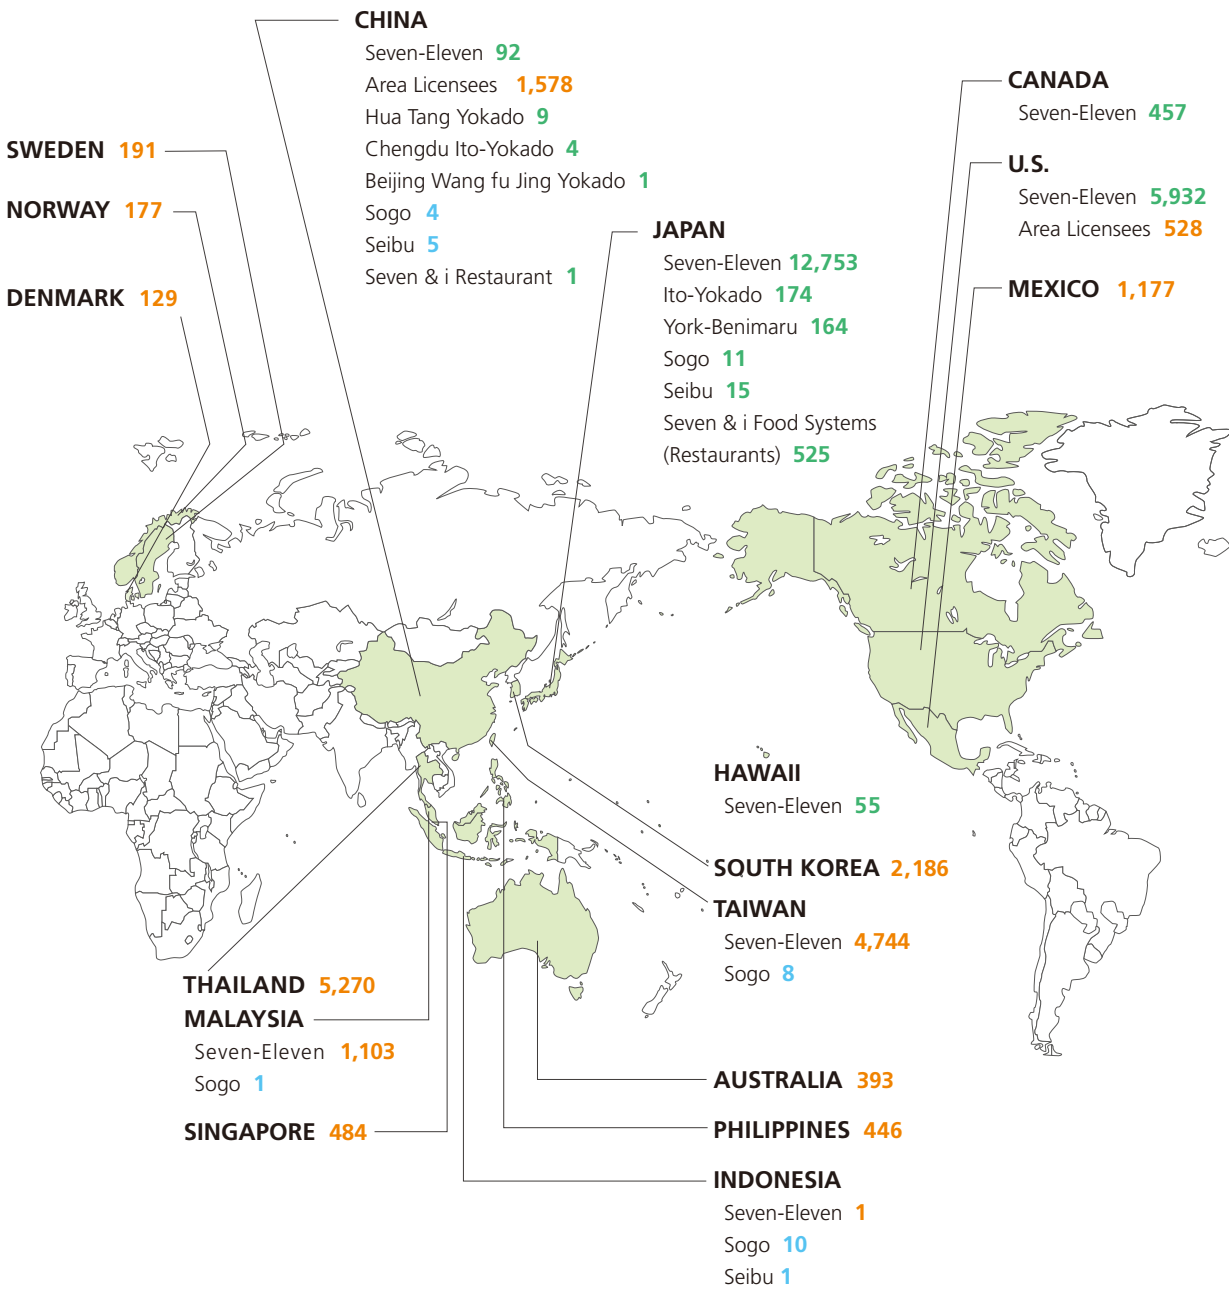 CHINA
Seven-Eleven 92
Area Licensees 1,578
Hua Tang Yokado 9
Chengdu Ito-Yokado 4
Beijing Wang fu Jing Yokado 1
Sogo 4
Seibu 5
Seven & i Restaurant 1
SWEDEN 191
NORWAY 177
DENMARK 129
JAPAN
Seven-Eleven 12,753
Ito-Yokado 174
York-Benimaru 164
Sogo 11
Seibu 15
Seven & i Food Systems
(Restaurants) 525
CANADA
Seven-Eleven 457
U.S.
Seven-Eleven 5,932
Area Licensees 528
MEXICO 1,177
HAWAII
Seven-Eleven 55
SOUTH KOREA 2,186
TAIWAN
Seven-Eleven 4,744
Sogo 8
THAILAND 5,270
MALAYSIA
Seven-Eleven 1,103
Sogo 1
SINGAPORE 484
AUSTRALIA 393
PHILIPPINES 446
INDONESIA
Seven-Eleven 1
Sogo 10
Seibu 1